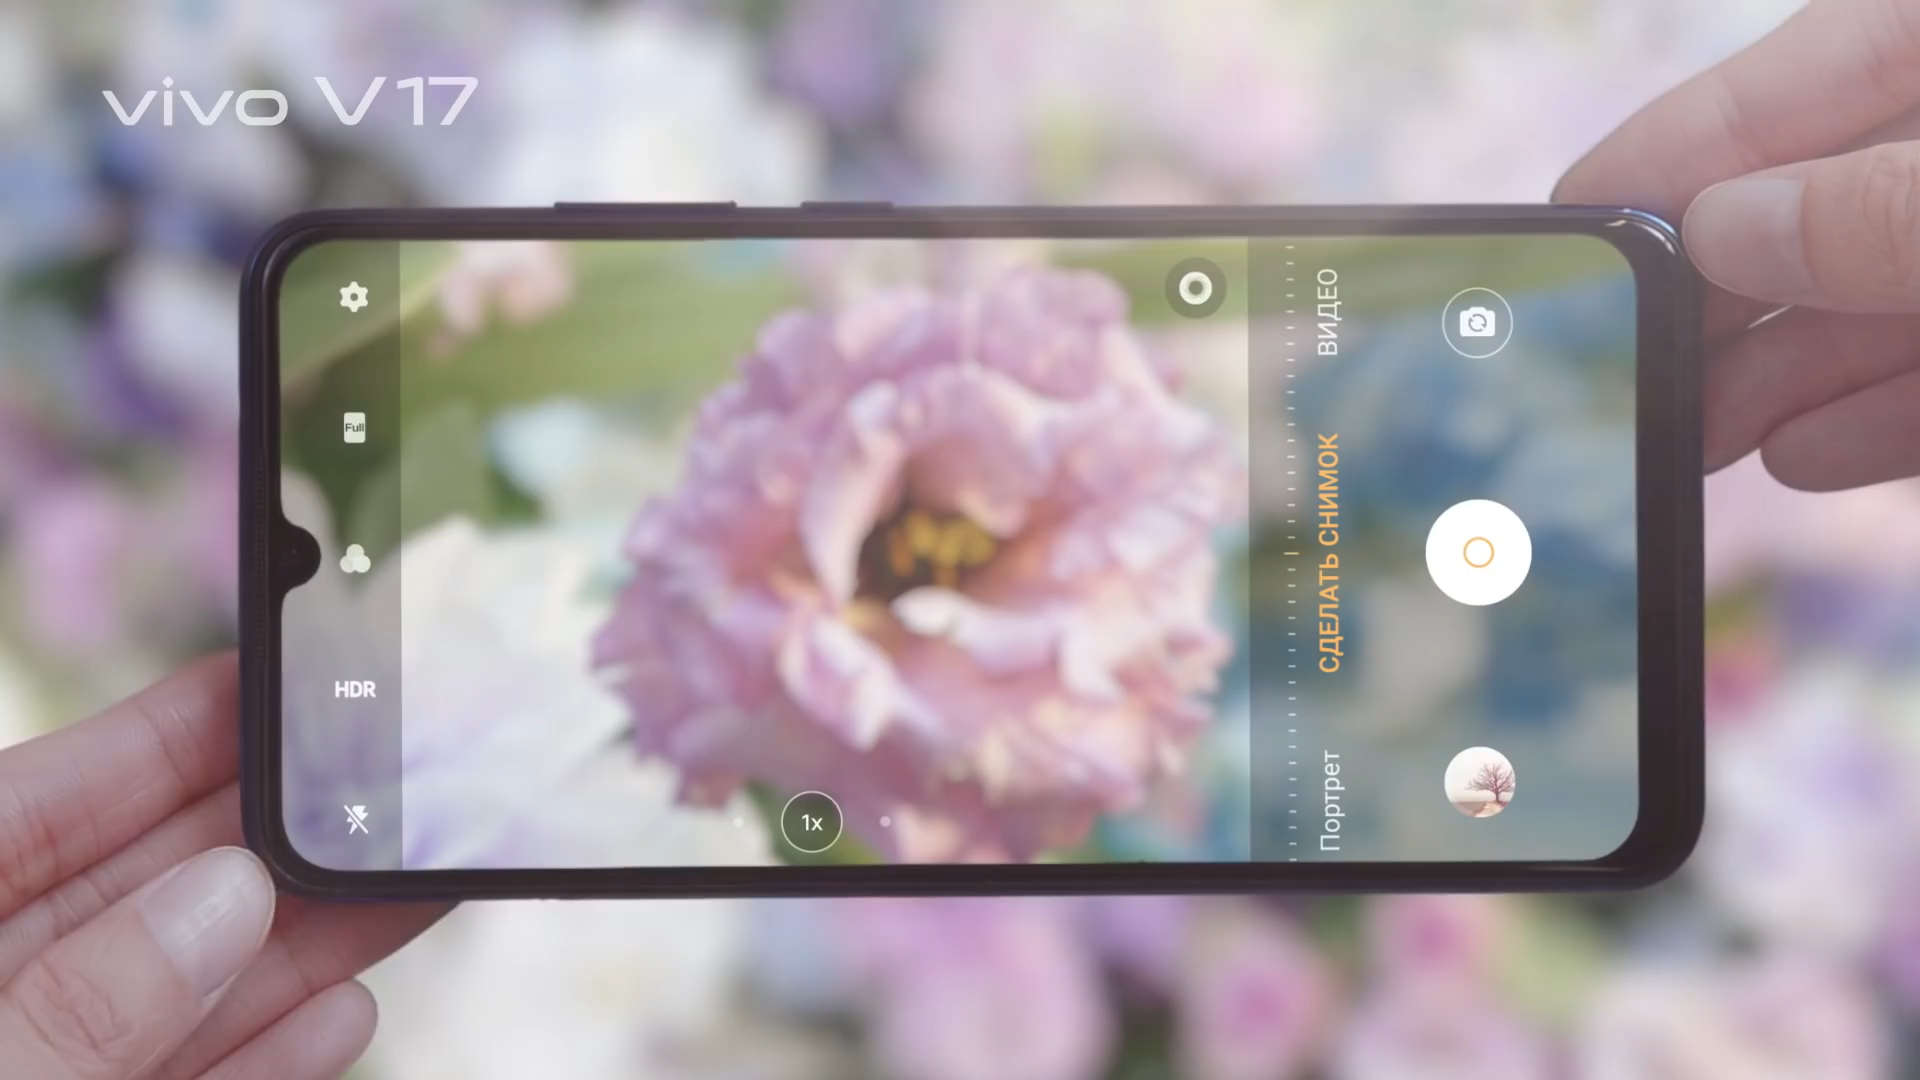 vivo V17
Full
HDR
1x
ВИДЕО
СДЕЛАТЬ СНИМОК
Портрет